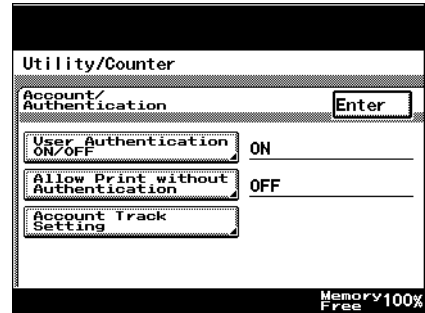 Utility/Counter
Account/
Authentication
Enter
User Authentication
ON/OFF
ON
Allow Print without
Authentication
OFF
Account Track
Setting
Memory
Free
100%